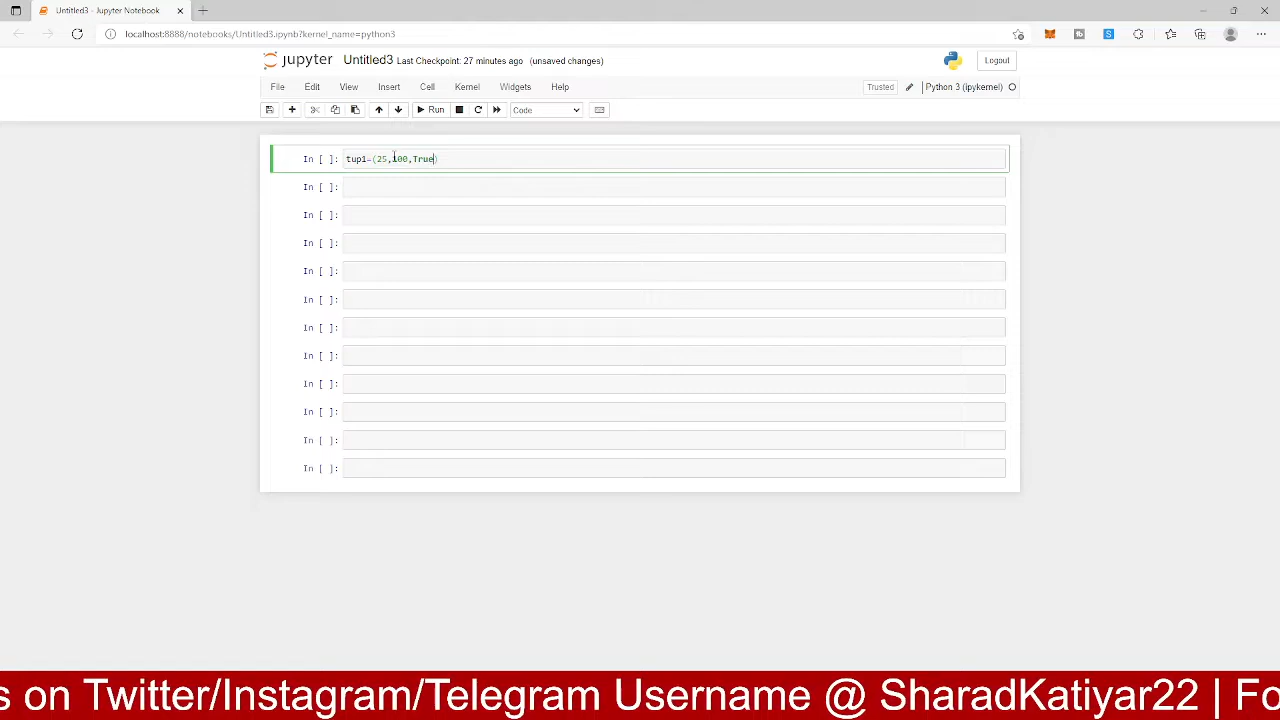 Untitled3 - Jupyter Notebook
localhost:8888/notebooks/Untitled3.ipynb?kernel_name=python3
jupyter Untitled3 Last Checkpoint: 27 minutes ago (unsaved changes) Logout
File Edit View Insert Cell Kernel Widgets Help Trusted Python 3 (ipykernel)
Run Code
In [ ]: tup1=(25,100,True)
In [ ]:
In [ ]:
In [ ]:
In [ ]:
In [ ]:
In [ ]:
In [ ]:
In [ ]:
In [ ]:
In [ ]:
In [ ]:
s on Twitter/Instagram/Telegram Username @ SharadKatiyar22 | Fo